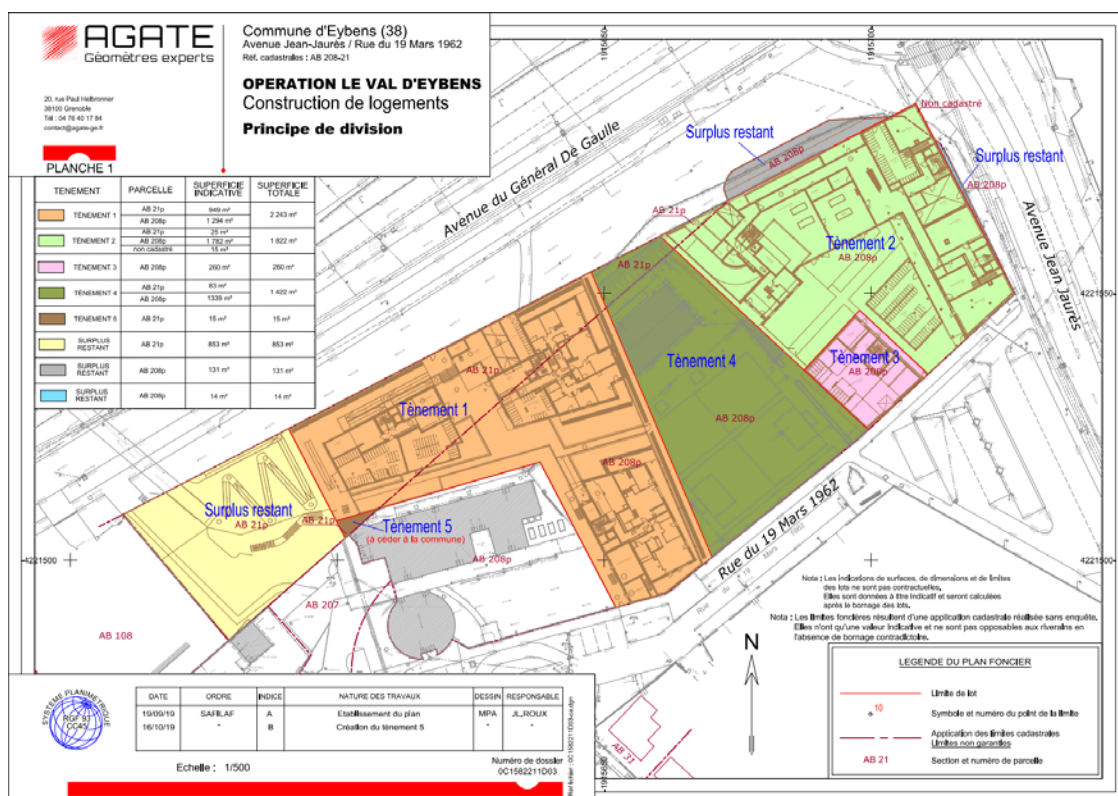 AGATE
Géomètres experts
20, rue Paul Helbronner
38100 Grenoble
Tél : 04 76 40 17 84
contact@agate-ge.fr
PLANCHE 1
Commune d'Eybens (38)
Avenue Jean-Jaurès / Rue du 19 Mars 1962
Réf. cadastrales : AB 208-21
OPERATION LE VAL D'EYBENS
Construction de logements
Principe de division
TENEMENT PARCELLE SUPERFICIE INDICATIVE SUPERFICIE TOTALE
TÈNEMENT 1 AB 21p 949 m² 2 243 m²
AB 208p 1 294 m²
TÈNEMENT 2 AB 21p 25 m² 1 822 m²
AB 208p 1 782 m²
non cadastré 15 m²
TÈNEMENT 3 AB 208p 260 m² 260 m²
TÈNEMENT 4 AB 21p 83 m² 1 422 m²
AB 208p 1339 m²
AB 21p 15 m² 15 m²
SURPLUS RESTANT AB 21p 853 m² 853 m²
SURPLUS RESTANT AB 208p 131 m² 131 m²
SURPLUS RESTANT AB 208p 14 m² 14 m²
1915650
1915700
Non cadastré
Surplus restant
AB 208p
Surplus restant
AB 208p
Avenue du Général De Gaulle
Avenue Jean Jaurès
AB 21p
AB 21p
Tènement 2
AB 208p
4221550
4221550
Tènement 3
AB 208p
Tènement 4
AB 208p
AB 21p
Tènement 1
AB 208p
Surplus restant
AB 21p
AB 21p
Tènement 5
(à céder à la commune)
AB 208p
Rue du 19 Mars 1962
4221500
4221500
AB 207
AB 108
AB 31
1915650
N
Nota : Les indications de surfaces, de dimensions et de limites
des lots ne sont pas contractuelles,
Elles sont données à titre indicatif et seront calculées
après le bornage des lots.
Nota : Les limites foncières résultent d'une application cadastrale réalisée sans enquête.
Elles n'ont qu'une valeur indicative et ne sont pas opposables aux riverains en
l'absence de bornage contradictoire.
LEGENDE DU PLAN FONCIER
Limite de lot
10 Symbole et numéro du point de la limite
Application des limites cadastrales
Limites non garanties
AB 21 Section et numéro de parcelle
SYSTEME PLANIMETRIQUE
RGF 93
CC45
DATE ORDRE INDICE NATURE DES TRAVAUX DESSIN RESPONSABLE
19/09/19 SAFILAF A Etablissement du plan MPA JL.ROUX
16/10/19 " B Création du tènement 5 " "
Echelle : 1/500
Numéro de dossier
0C1582211D03